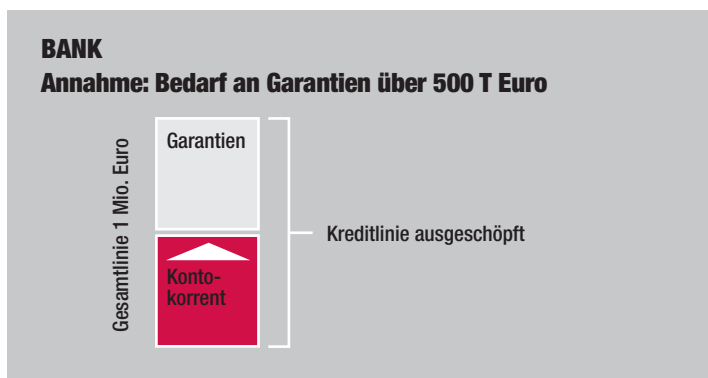 BANK
Annahme: Bedarf an Garantien über 500 T Euro
Gesamtlinie 1 Mio. Euro
Garantien
Konto-
korrent
Kreditlinie ausgeschöpft